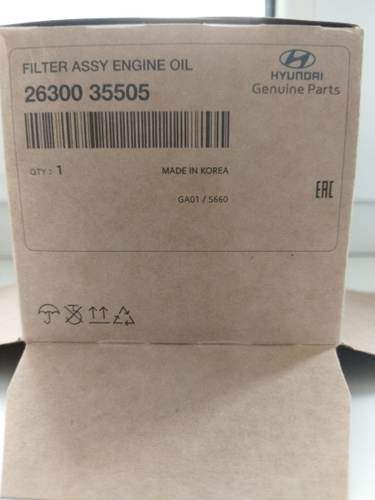 FILTER ASSY ENGINE OIL
26300 35505
HYUNDAI
Genuine Parts
QTY : 1
MADE IN KOREA
GA01 / 5660
EAC